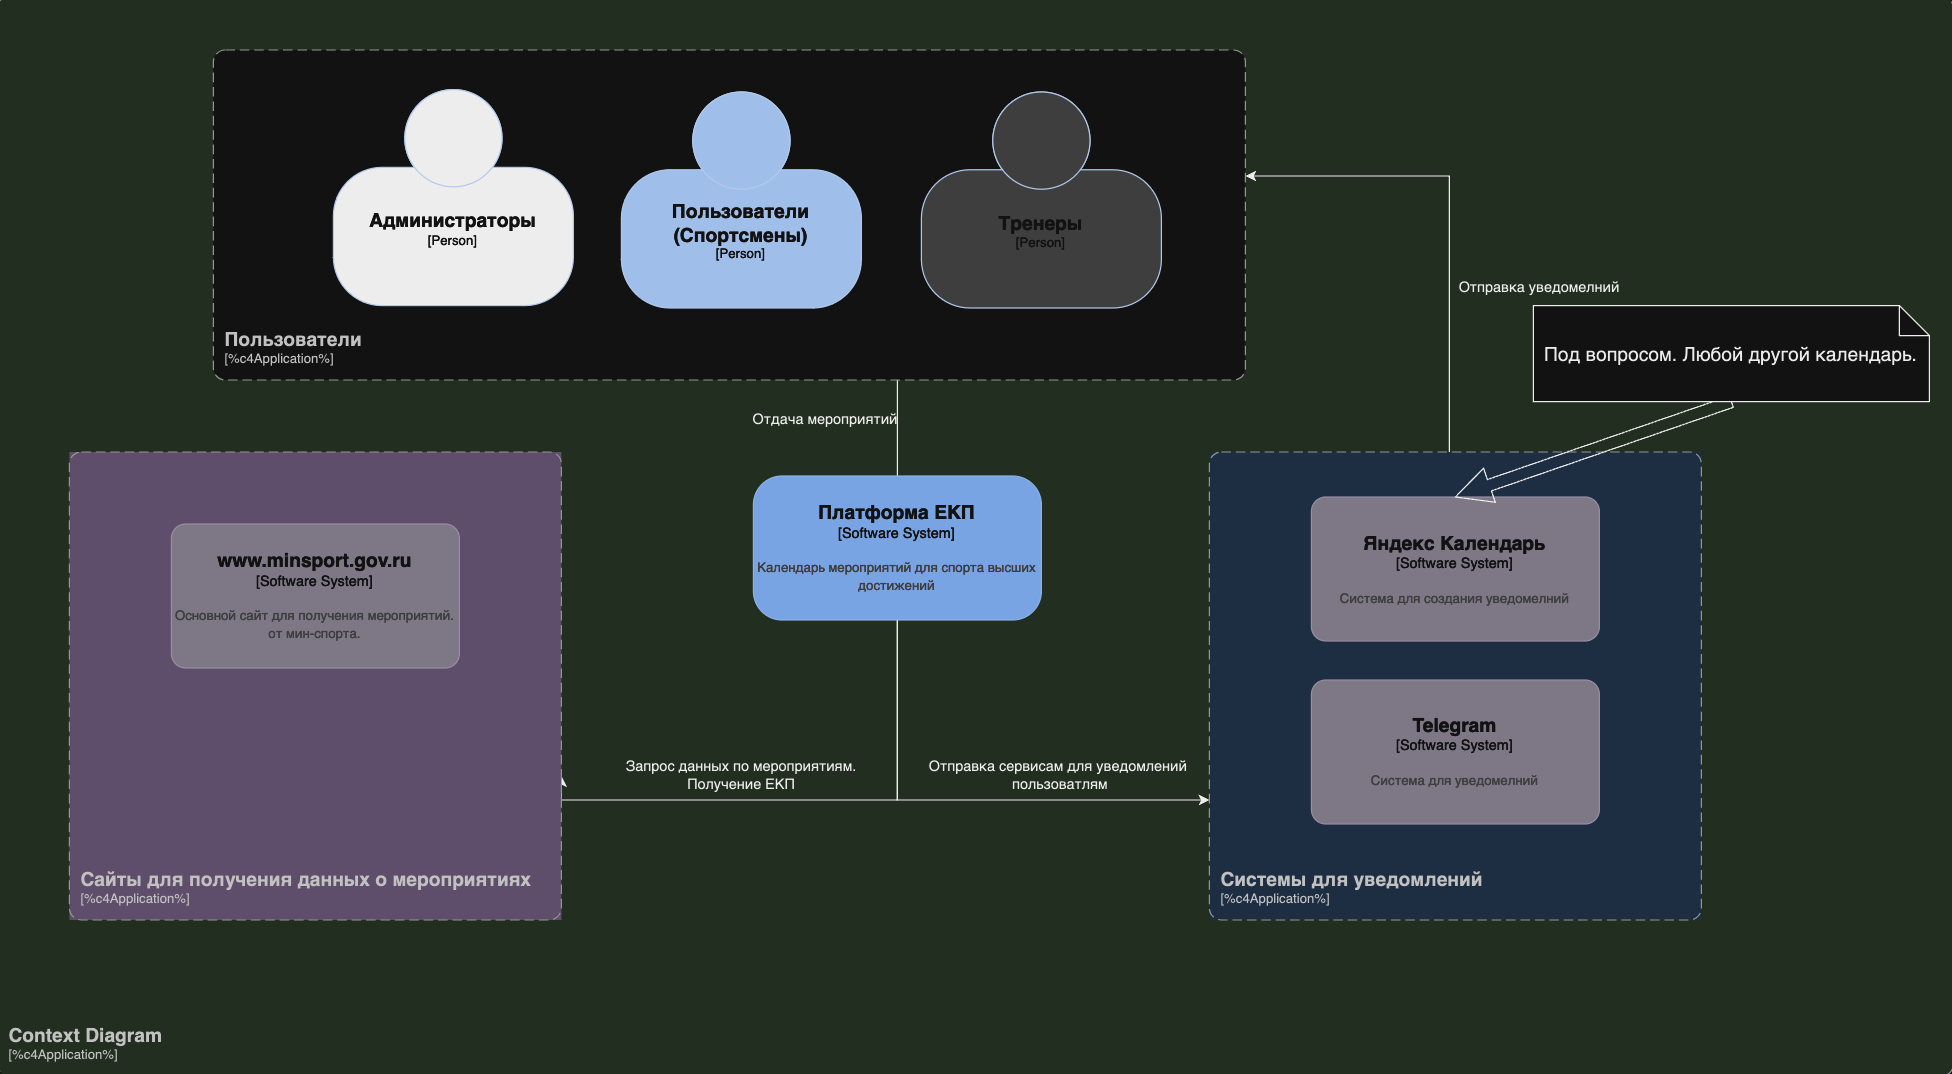 Администраторы
[Person]
Пользователи
(Спортсмены)
[Person]
Тренеры
[Person]
Пользователи
[%c4Application%]
Отправка уведомелний
Под вопросом. Любой другой календарь.
Отдача мероприятий
www.minsport.gov.ru
[Software System]
Основной сайт для получения мероприятий.
от мин-спорта.
Платформа ЕКП
[Software System]
Календарь мероприятий для спорта высших
достижений
Яндекс Календарь
[Software System]
Система для создания уведомелний
Telegram
[Software System]
Система для уведомелний
Запрос данных по мероприятиям.
Получение ЕКП
Отправка сервисам для уведомлений
пользоватлям
Сайты для получения данных о мероприятиях
[%c4Application%]
Системы для уведомлений
[%c4Application%]
Context Diagram
[%c4Application%]